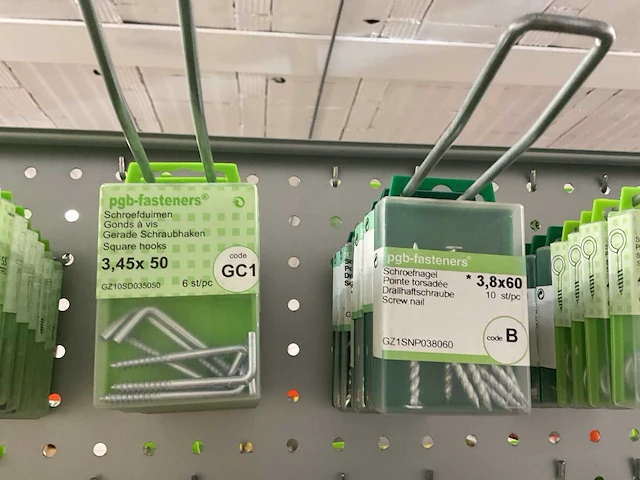 pgb-fasteners®
Schroefduimen
Gonds à vis
Gerade Schraubhaken
Square hooks
3,45x 50
GZ10SD035050
6 st/pc
code
GC1
pgb-fasteners®
Schroefnagel
Pointe torsadée
Drallhaftschraube
Screw nail
* 3,8x60
10 st/pc
GZ1SNP038060
code B